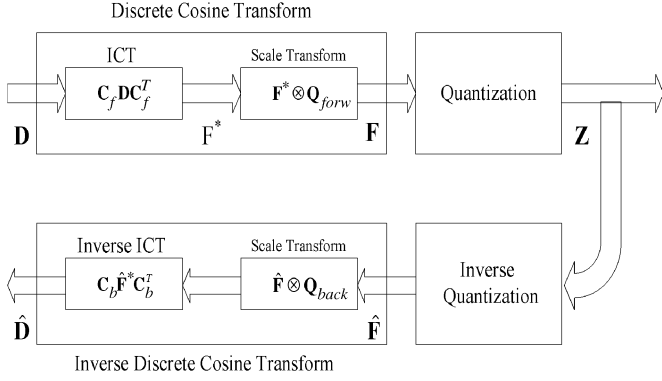 Discrete Cosine Transform
ICT
Scale Transform
C_f D C_f^T
F^* ⊗ Q_forw
Quantization
D
F^*
F
Z
Inverse ICT
Scale Transform
C_b F̂^* C_b^T
F̂ ⊗ Q_back
Inverse
Quantization
D̂
F̂
Inverse Discrete Cosine Transform